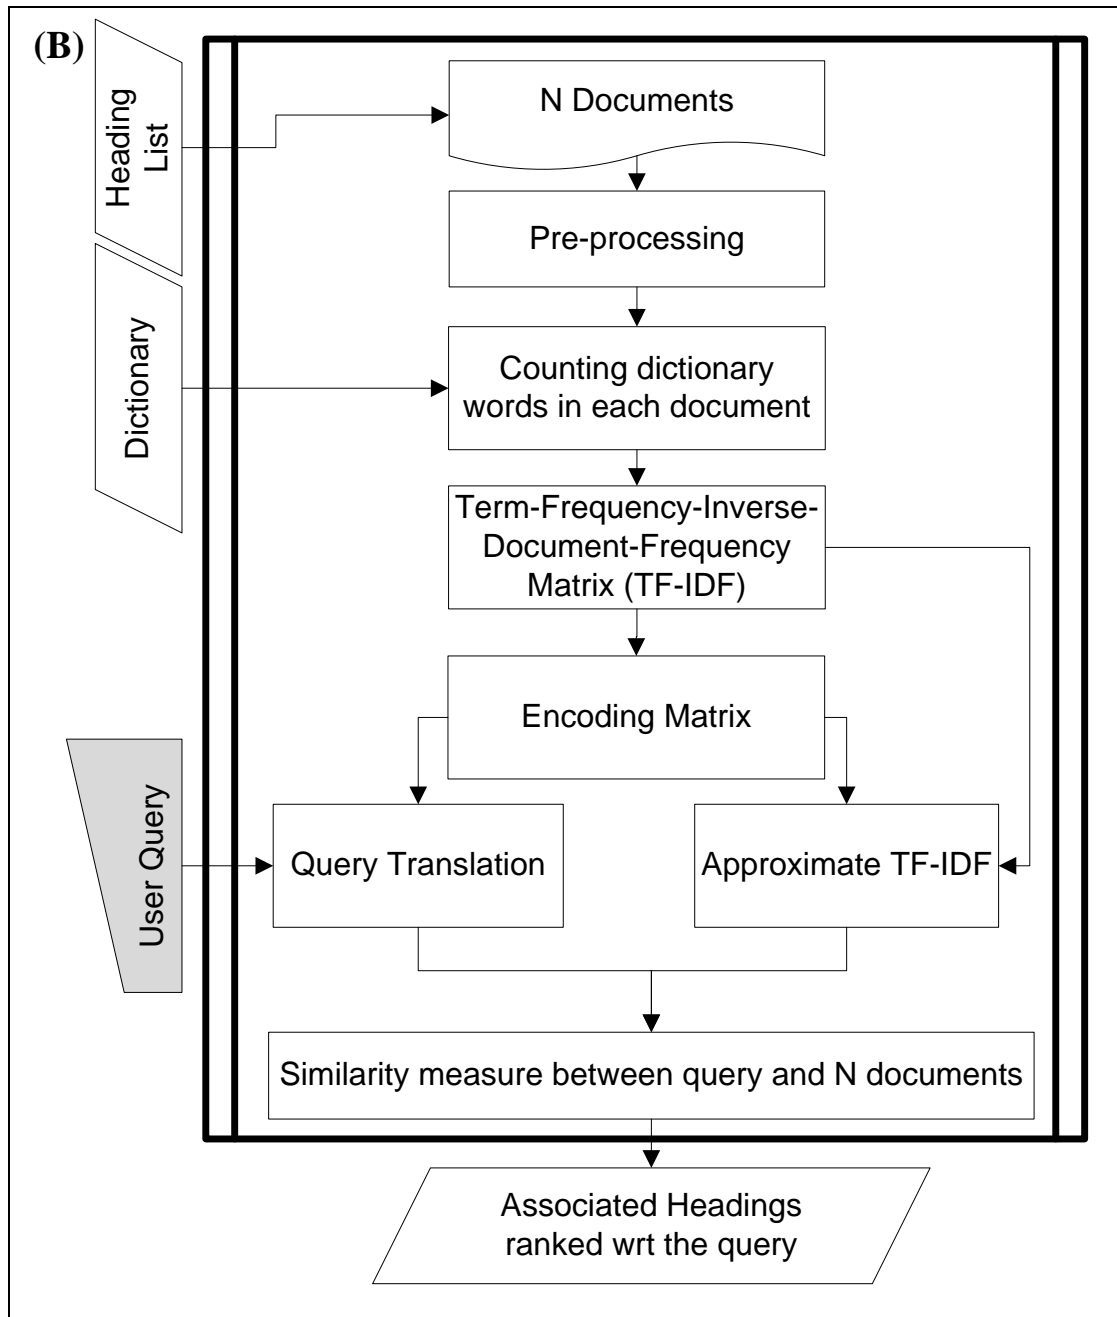 (B)
Heading
List
N Documents
Pre-processing
Dictionary
Counting dictionary
words in each document
Term-Frequency-Inverse-
Document-Frequency
Matrix (TF-IDF)
Encoding Matrix
User Query
Query Translation
Approximate TF-IDF
Similarity measure between query and N documents
Associated Headings
ranked wrt the query